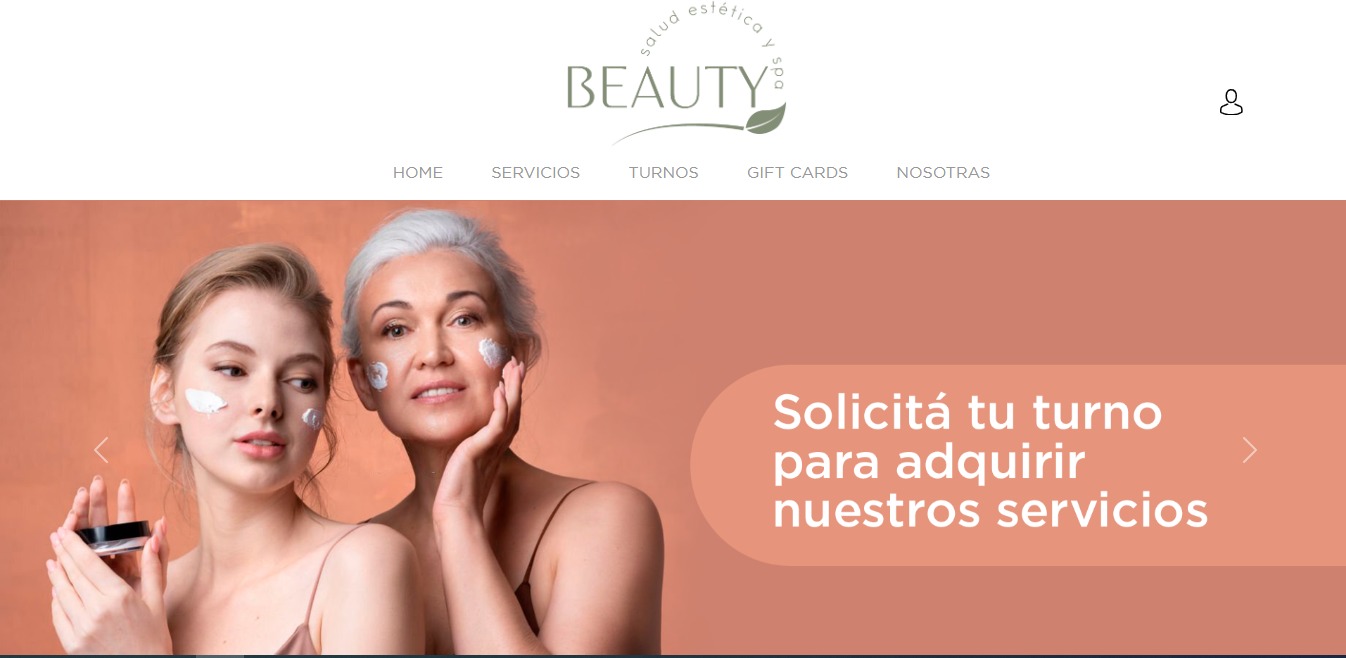 salud estética y spa
BEAUTY
HOME SERVICIOS TURNOS GIFT CARDS NOSOTRAS
Solicitá tu turno
para adquirir
nuestros servicios